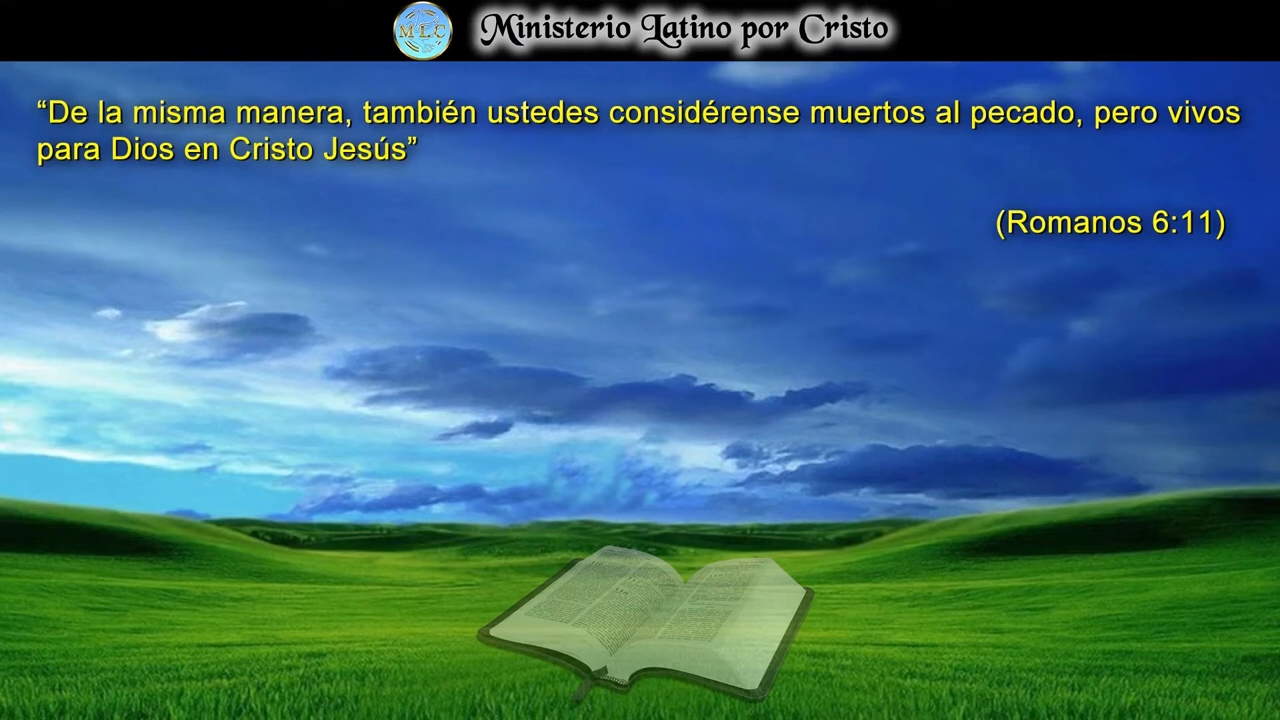 MLC
Ministerio Latino por Cristo
“De la misma manera, también ustedes considérense muertos al pecado, pero vivos
para Dios en Cristo Jesús”
(Romanos 6:11)